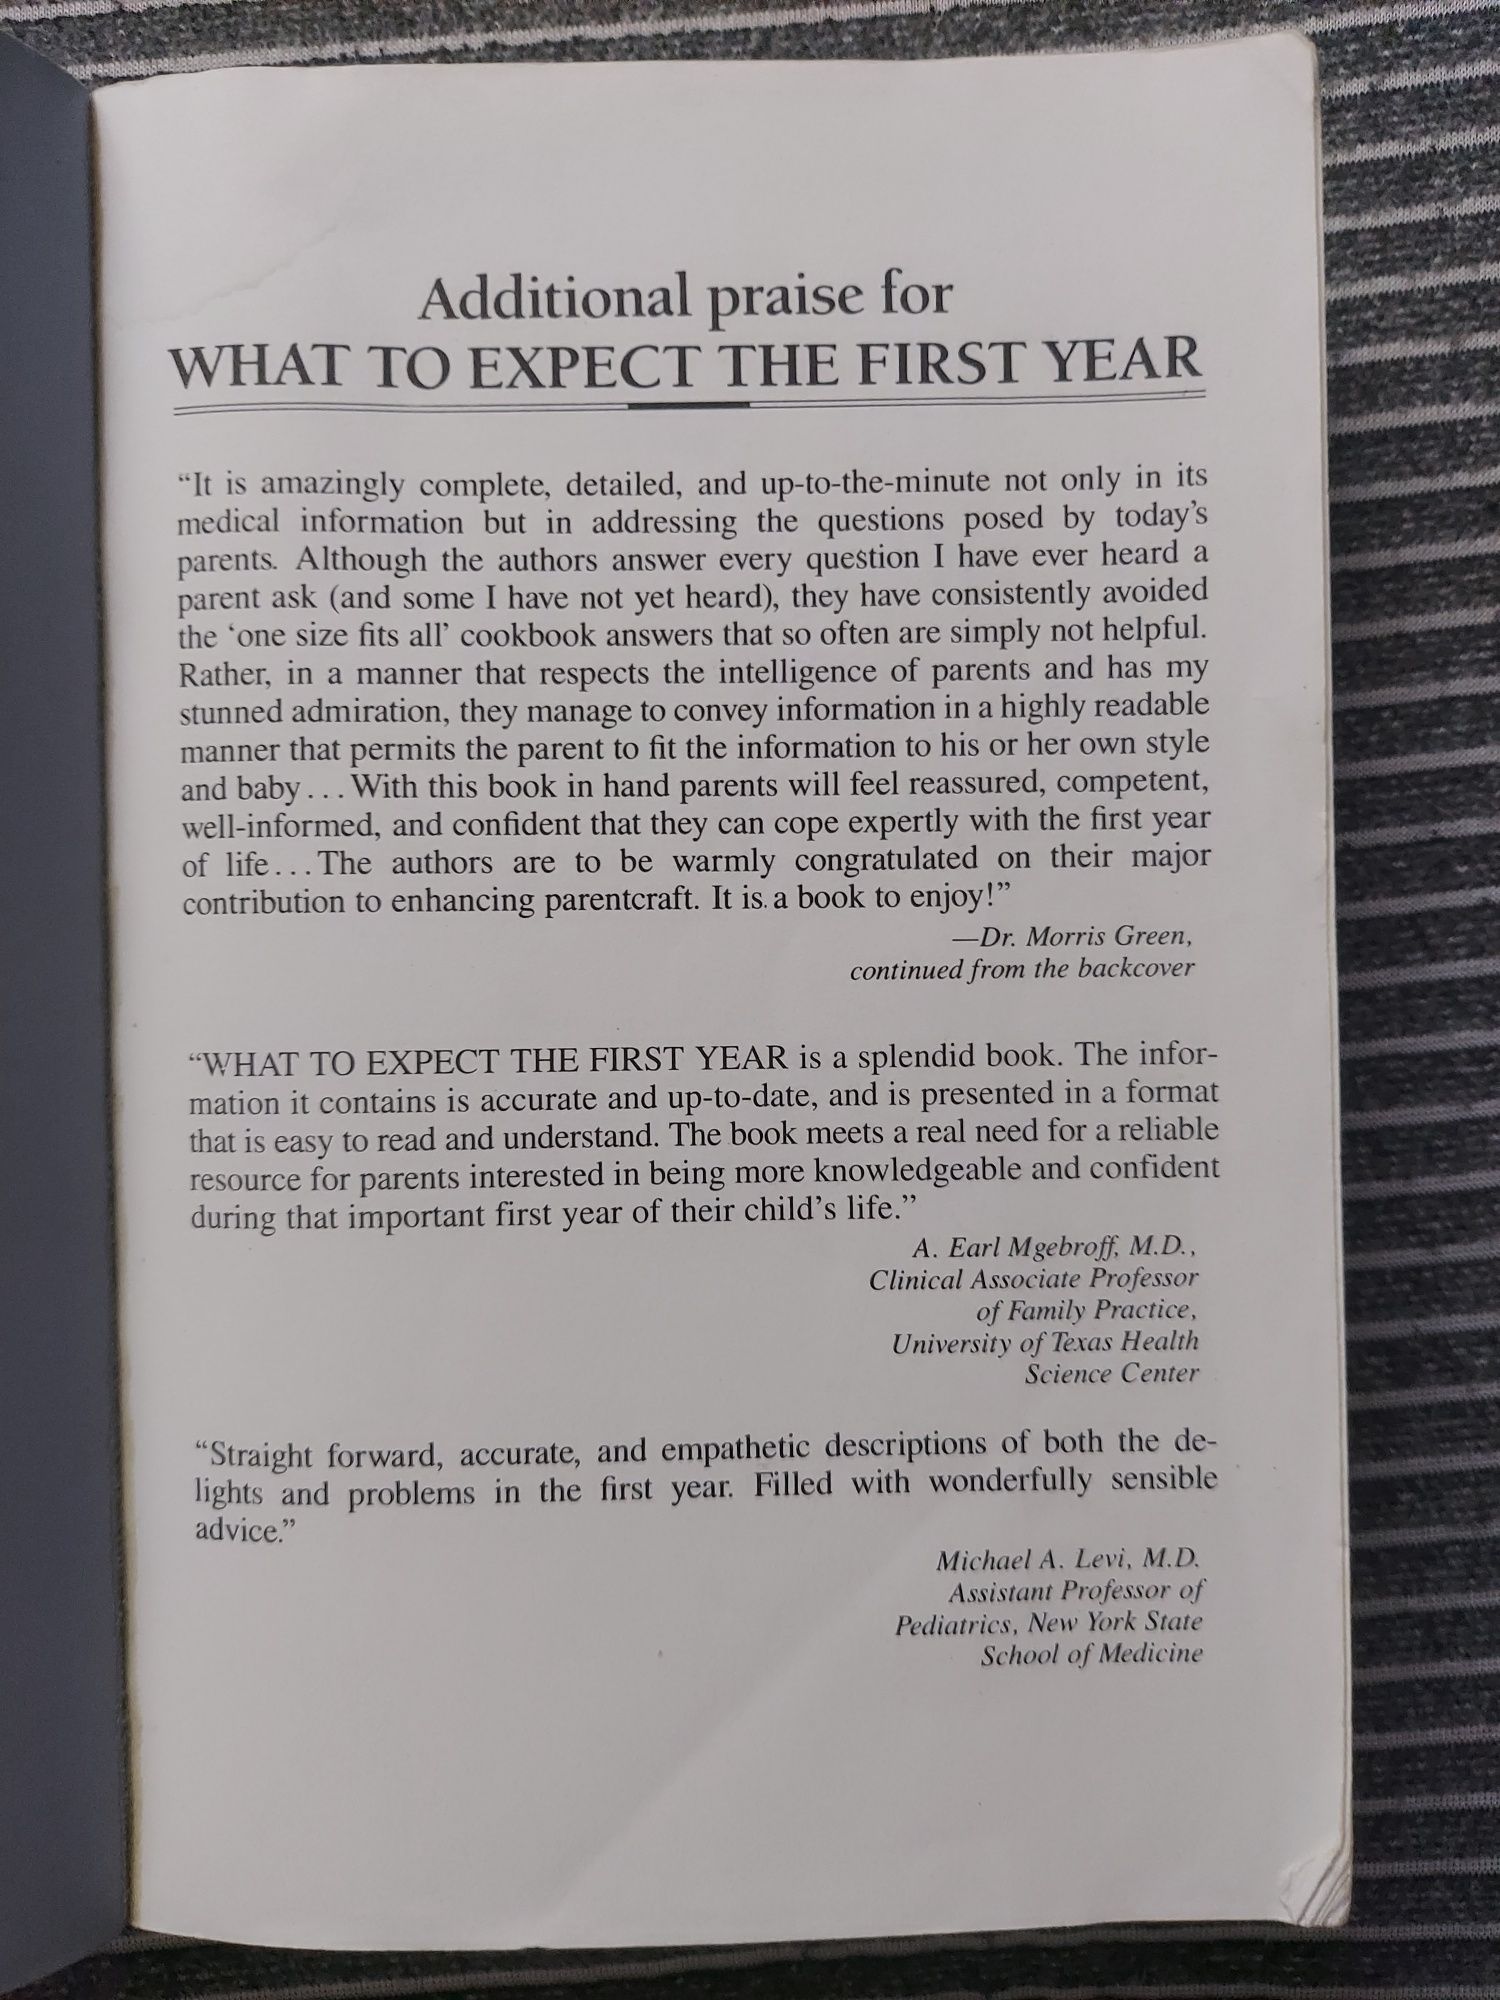 Additional praise for
WHAT TO EXPECT THE FIRST YEAR
“It is amazingly complete, detailed, and up-to-the-minute not only in its
medical information but in addressing the questions posed by today’s
parents. Although the authors answer every question I have ever heard a
parent ask (and some I have not yet heard), they have consistently avoided
the ‘one size fits all’ cookbook answers that so often are simply not helpful.
Rather, in a manner that respects the intelligence of parents and has my
stunned admiration, they manage to convey information in a highly readable
manner that permits the parent to fit the information to his or her own style
and baby . . . With this book in hand parents will feel reassured, competent,
well-informed, and confident that they can cope expertly with the first year
of life . . . The authors are to be warmly congratulated on their major
contribution to enhancing parentcraft. It is a book to enjoy!”
—Dr. Morris Green,
continued from the backcover
“WHAT TO EXPECT THE FIRST YEAR is a splendid book. The infor-
mation it contains is accurate and up-to-date, and is presented in a format
that is easy to read and understand. The book meets a real need for a reliable
resource for parents interested in being more knowledgeable and confident
during that important first year of their child’s life.”
A. Earl Mgebroff, M.D.,
Clinical Associate Professor
of Family Practice,
University of Texas Health
Science Center
“Straight forward, accurate, and empathetic descriptions of both the de-
lights and problems in the first year. Filled with wonderfully sensible
advice.”
Michael A. Levi, M.D.
Assistant Professor of
Pediatrics, New York State
School of Medicine